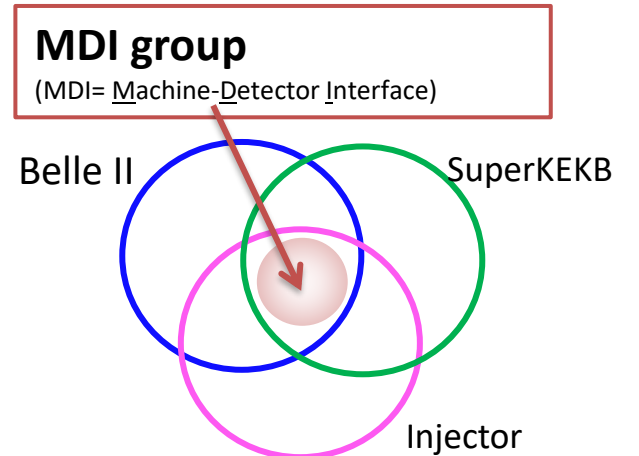 MDI group
(MDI= Machine-Detector Interface)
Belle II
SuperKEKB
Injector